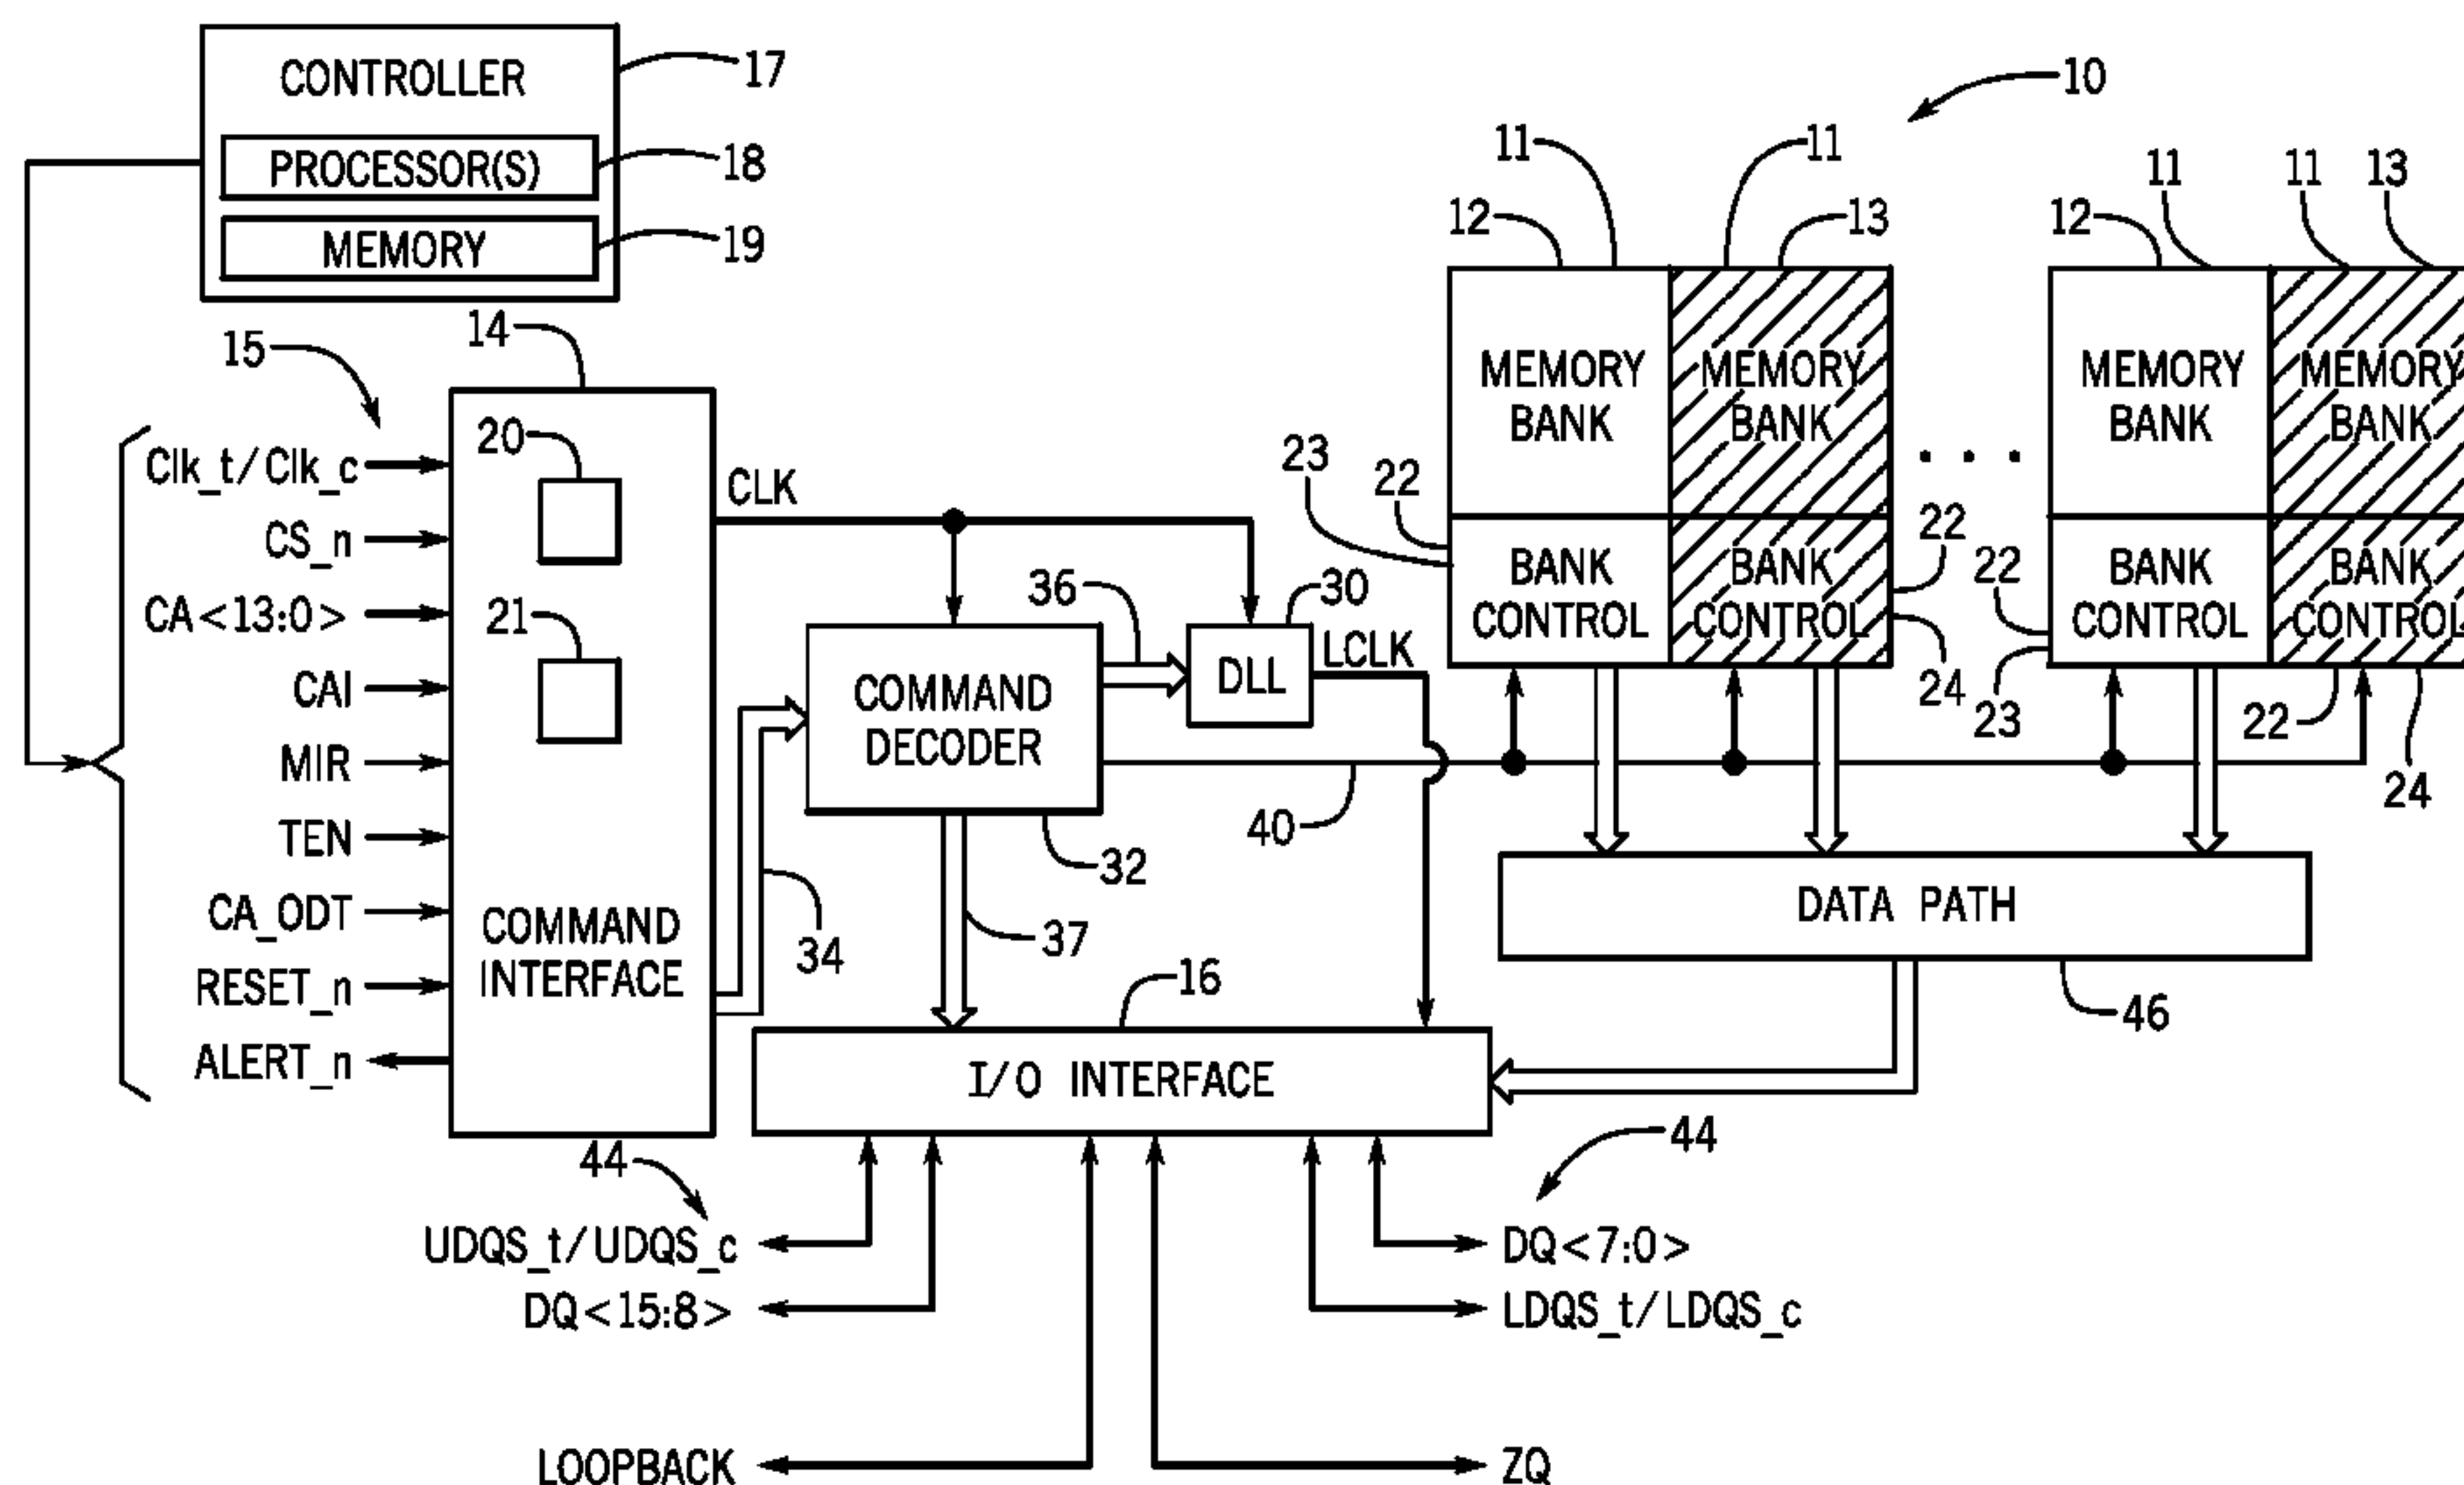 CONTROLLER
17
PROCESSOR(S)
18
MEMORY
19
10
11
11
12
13
11
11
13
12
15
14
Clk_t/Clk_c
CS_n
CA<13:0>
CAI
MIR
TEN
CA_ODT
RESET_n
ALERT_n
20
21
COMMAND
INTERFACE
CLK
36
30
LCLK
DLL
COMMAND
DECODER
32
34
37
40
MEMORY
BANK
MEMORY
BANK
. . .
MEMORY
BANK
MEMORY
BANK
23
22
BANK
CONTROL
BANK
CONTROL
22
24
22
23
BANK
CONTROL
BANK
CONTROL
22
24
DATA PATH
46
16
I/O INTERFACE
44
44
UDQS_t/UDQS_c
DQ<15:8>
DQ<7:0>
LDQS_t/LDQS_c
LOOPBACK
ZQ